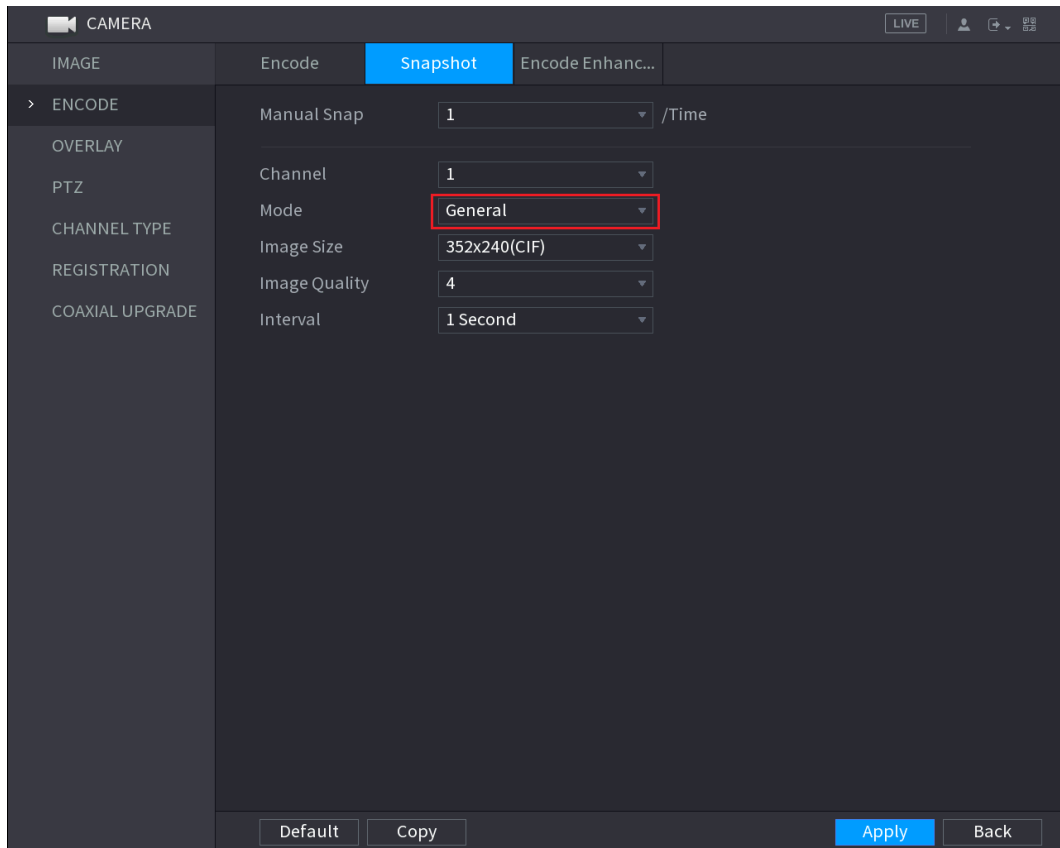 CAMERA
LIVE
IMAGE
ENCODE
OVERLAY
PTZ
CHANNEL TYPE
REGISTRATION
COAXIAL UPGRADE
Encode Snapshot Encode Enhanc...
Manual Snap 1 /Time
Channel 1
Mode General
Image Size 352x240(CIF)
Image Quality 4
Interval 1 Second
Default Copy Apply Back